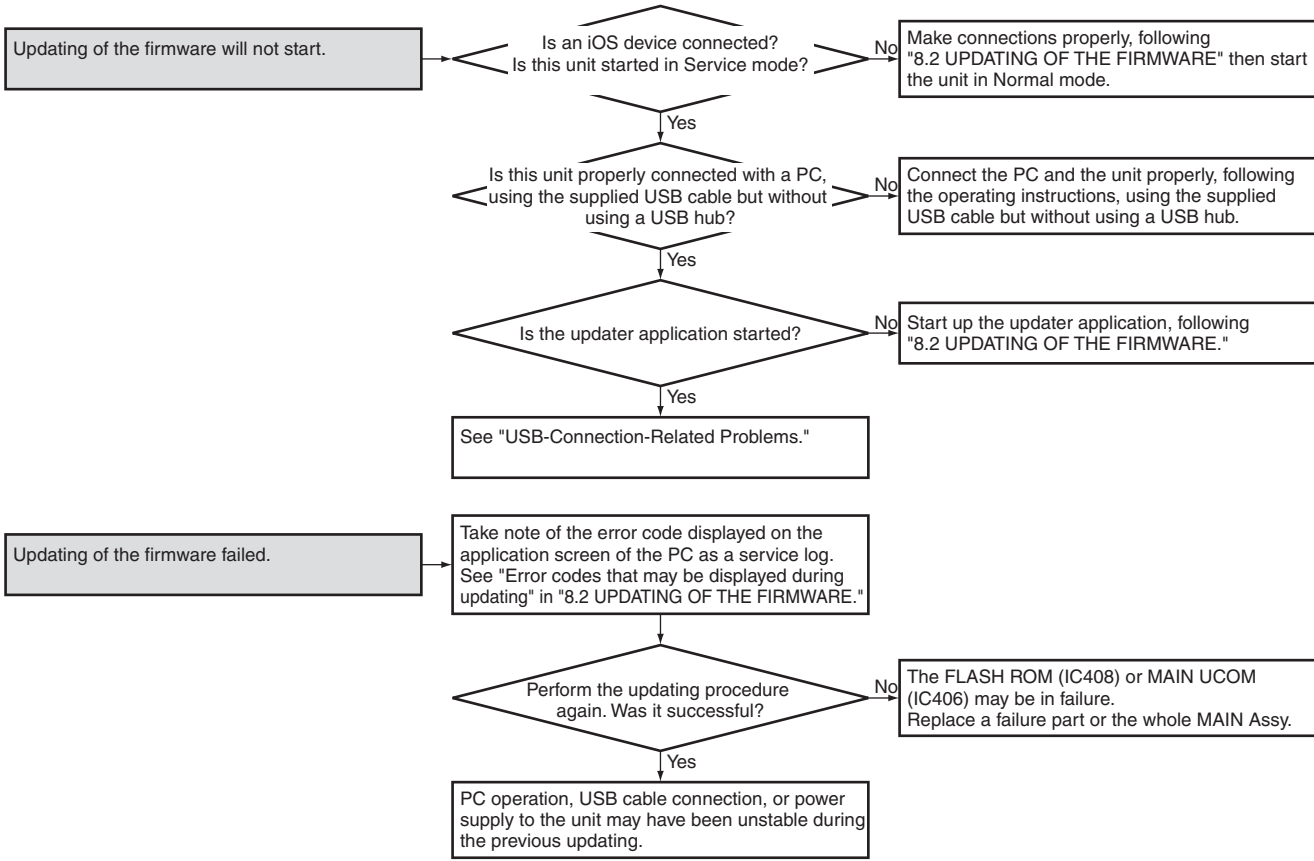 Updating of the firmware will not start.
Is an iOS device connected?
Is this unit started in Service mode?
No
Make connections properly, following
"8.2 UPDATING OF THE FIRMWARE" then start
the unit in Normal mode.
Yes
Is this unit properly connected with a PC,
using the supplied USB cable but without
using a USB hub?
No
Connect the PC and the unit properly, following
the operating instructions, using the supplied
USB cable but without using a USB hub.
Yes
Is the updater application started?
No
Start up the updater application, following
"8.2 UPDATING OF THE FIRMWARE."
Yes
See "USB-Connection-Related Problems."
Updating of the firmware failed.
Take note of the error code displayed on the
application screen of the PC as a service log.
See "Error codes that may be displayed during
updating" in "8.2 UPDATING OF THE FIRMWARE."
Perform the updating procedure
again. Was it successful?
No
The FLASH ROM (IC408) or MAIN UCOM
(IC406) may be in failure.
Replace a failure part or the whole MAIN Assy.
Yes
PC operation, USB cable connection, or power
supply to the unit may have been unstable during
the previous updating.